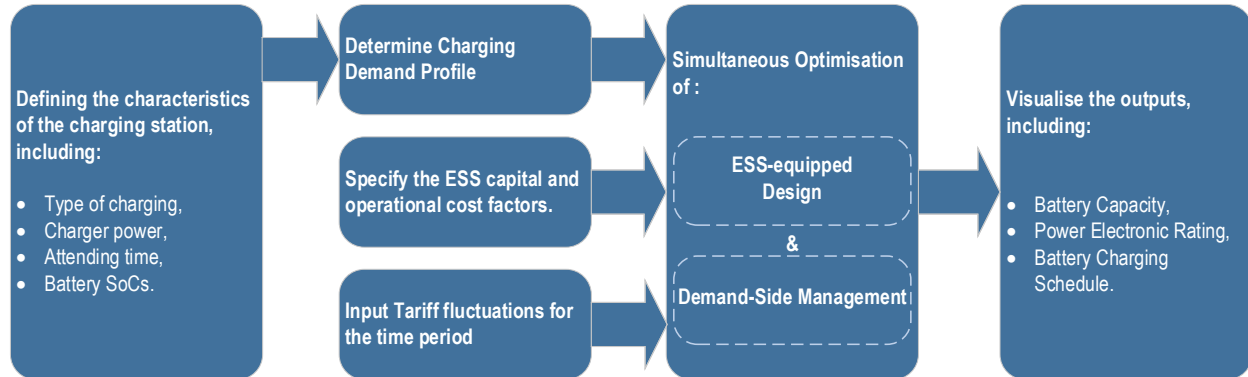 Defining the characteristics
of the charging station,
including:
• Type of charging,
• Charger power,
• Attending time,
• Battery SoCs.
Determine Charging
Demand Profile
Specify the ESS capital and
operational cost factors.
Input Tariff fluctuations for
the time period
Simultaneous Optimisation
of :
ESS-equipped
Design
&
Demand-Side Management
Visualise the outputs,
including:
• Battery Capacity,
• Power Electronic Rating,
• Battery Charging
Schedule.